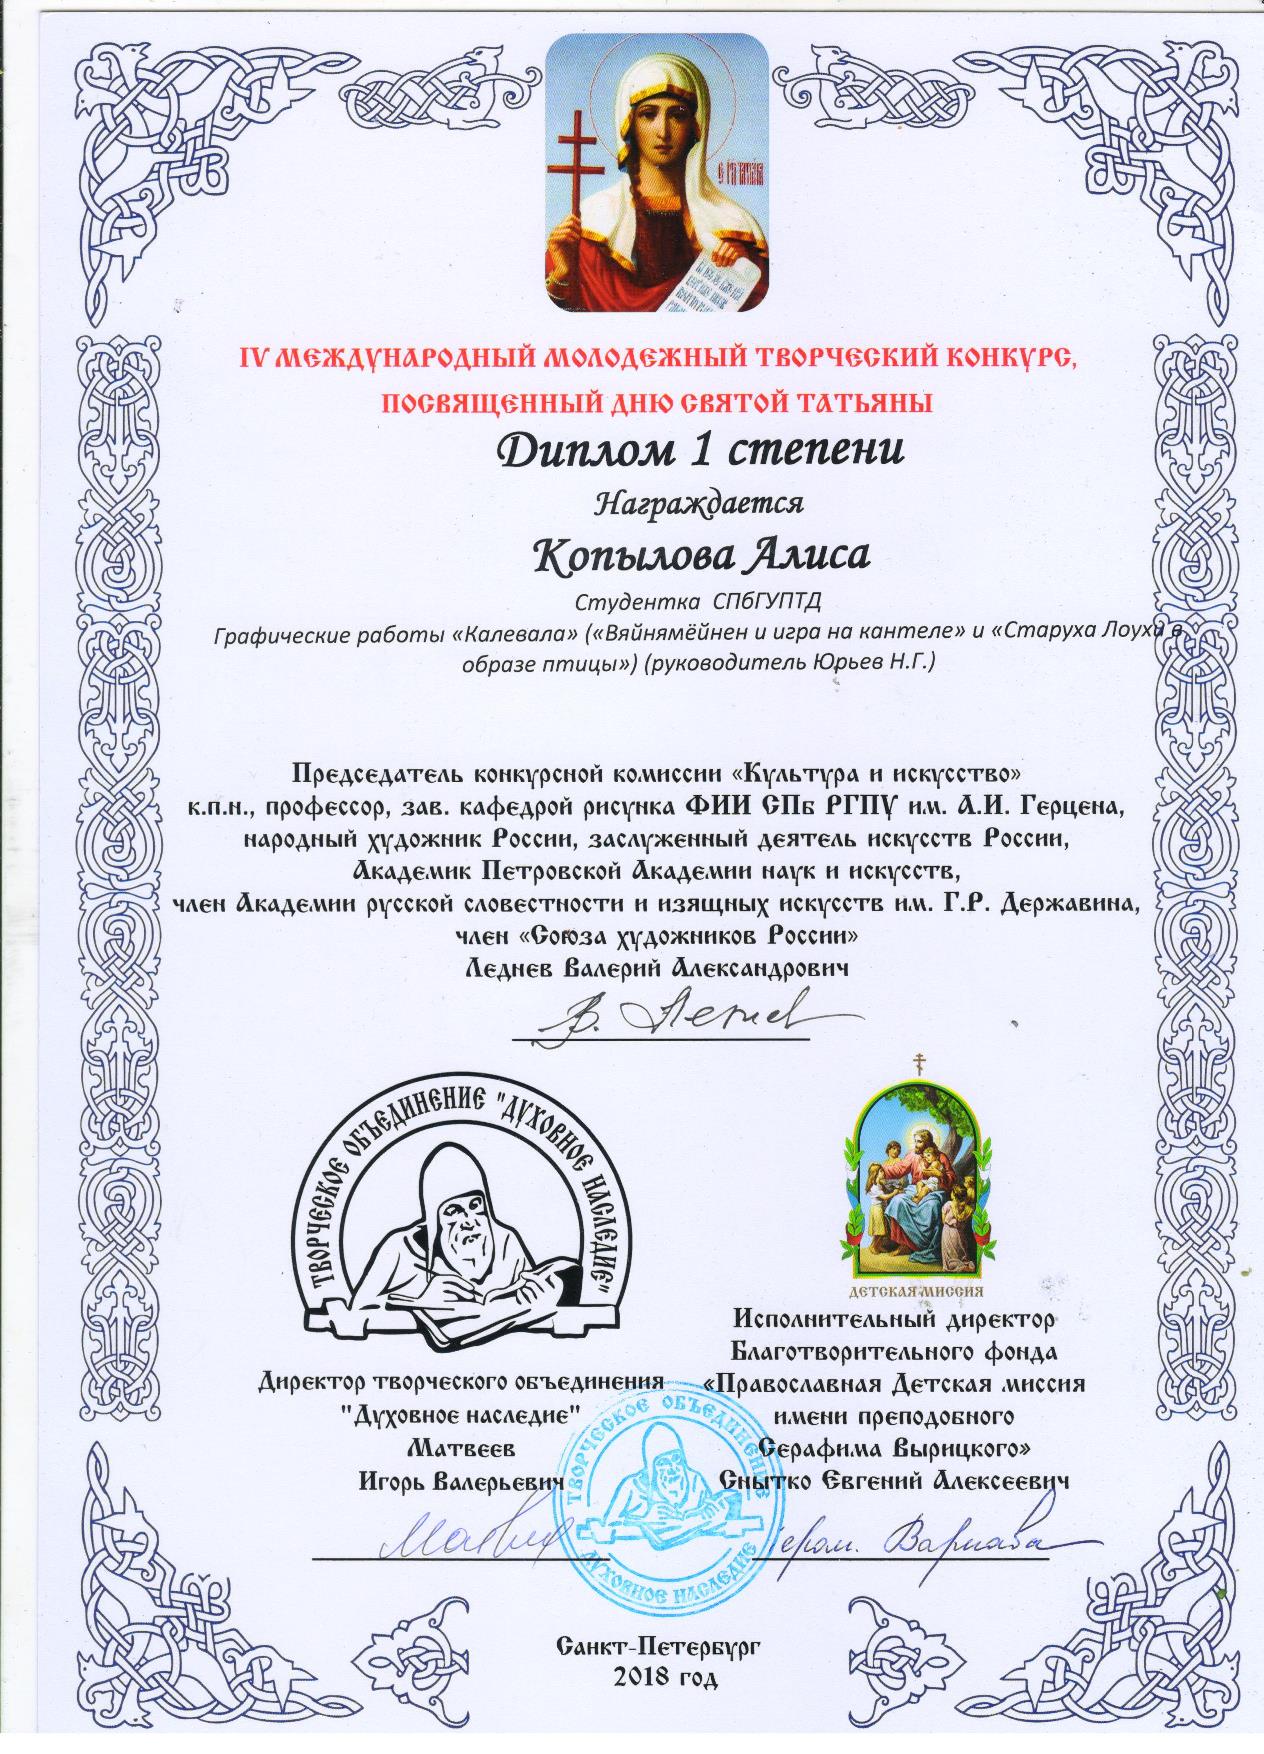 IV МЕЖДУНАРОДНЫЙ МОЛОДЕЖНЫЙ ТВОРЧЕСКИЙ КОНКУРС,
ПОСВЯЩЕННЫЙ ДНЮ СВЯТОЙ ТАТЬЯНЫ
Диплом 1 степени
Награждается
Копылова Алиса
Студентка СПбГУПТД
Графические работы «Калевала» («Вяйнямёйнен и игра на кантеле» и «Старуха Лоухи в
образе птицы») (руководитель Юрьев Н.Г.)
Председатель конкурсной комиссии «Культура и искусство»
к.п.н., профессор, зав. кафедрой рисунка ФИИ СПб РГПУ им. А.И. Герцена,
народный художник России, заслуженный деятель искусств России,
Академик Петровской Академии наук и искусств,
член Академии русской словестности и изящных искусств им. Г.Р. Державина,
член «Союза художников России»
Леднев Валерий Александрович
ТВОРЧЕСКОЕ ОБЪЕДИНЕНИЕ "ДУХОВНОЕ НАСЛЕДИЕ"
ДЕТСКАЯ МИССИЯ
Директор творческого объединения
"Духовное наследие"
Матвеев
Игорь Валерьевич
Исполнительный директор
Благотворительного фонда
«Православная Детская миссия
имени преподобного
Серафима Вырицкого»
Снытко Евгений Алексеевич
ТВОРЧЕСКОЕ ОБЪЕДИНЕНИЕ
ДУХОВНОЕ НАСЛЕДИЕ
Санкт-Петербург
2018 год